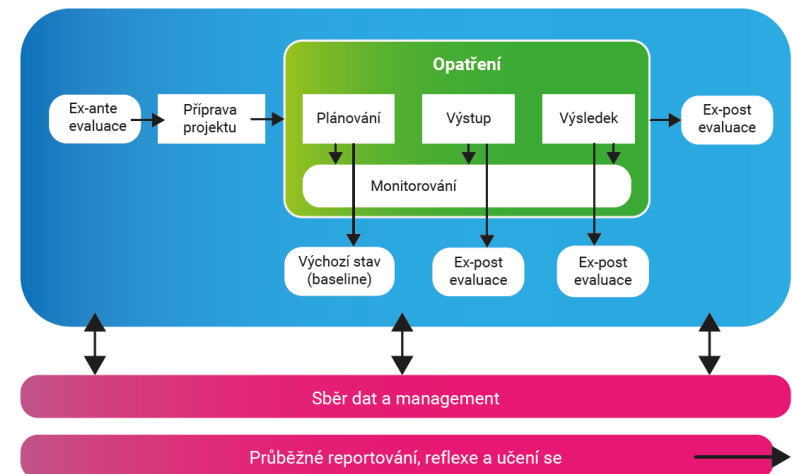 Opatření
Ex-ante
evaluace
Příprava
projektu
Plánování
Výstup
Výsledek
Ex-post
evaluace
Monitorování
Výchozí stav
(baseline)
Ex-post
evaluace
Ex-post
evaluace
Sběr dat a management
Průběžné reportování, reflexe a učení se